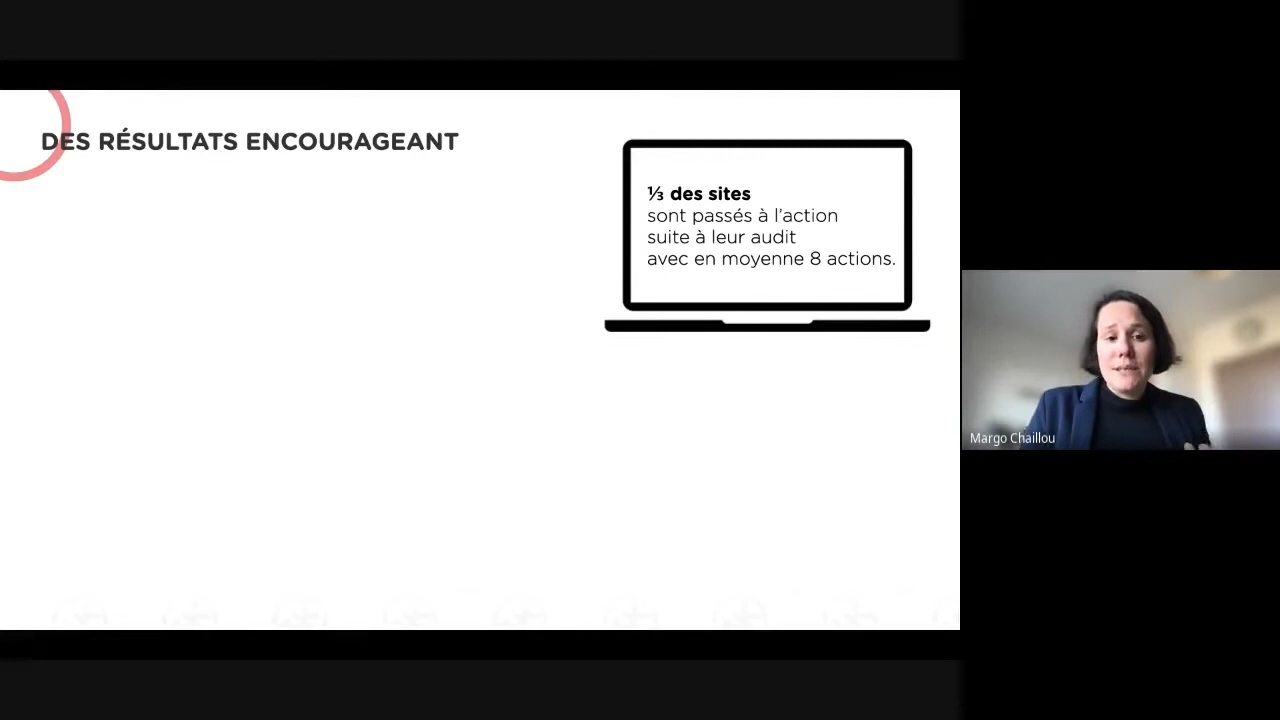 DES RÉSULTATS ENCOURAGEANT
⅓ des sites
sont passés à l'action
suite à leur audit
avec en moyenne 8 actions.
Margo Chaillou